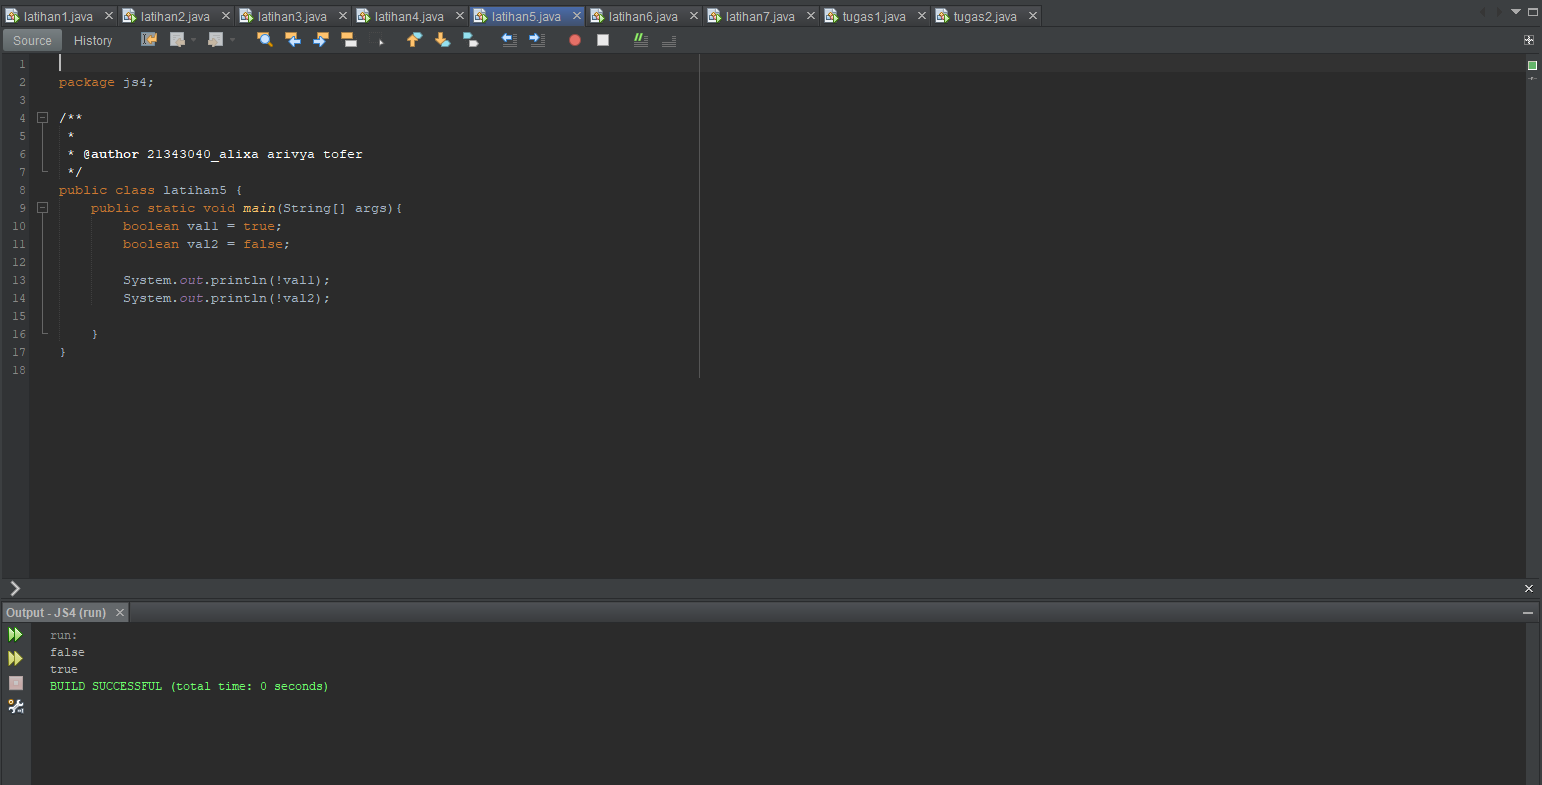 latihan1.java latihan2.java latihan3.java latihan4.java latihan5.java latihan6.java latihan7.java tugas1.java tugas2.java
Source History
1
2 package js4;
3
4 /**
5 *
6 * @author 21343040_alixa arivya tofer
7 */
8 public class latihan5 {
9 public static void main(String[] args){
10 boolean val1 = true;
11 boolean val2 = false;
12
13 System.out.println(!val1);
14 System.out.println(!val2);
15
16 }
17 }
18
Output - JS4 (run)
run:
false
true
BUILD SUCCESSFUL (total time: 0 seconds)